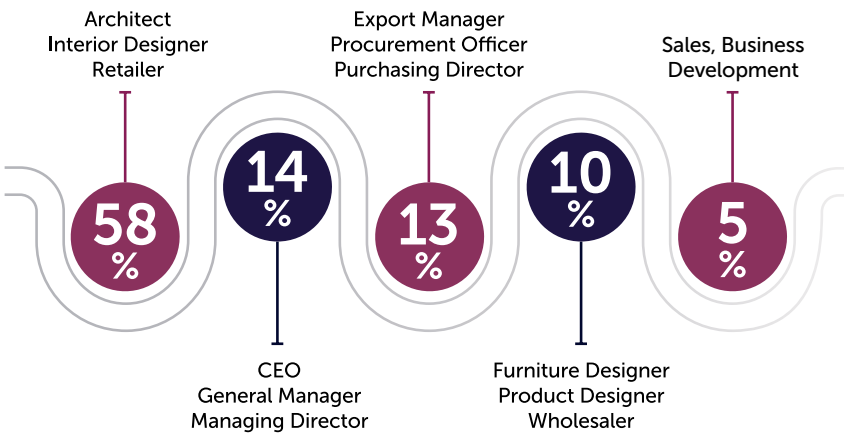 Architect
Interior Designer
Retailer
58
%
CEO
General Manager
Managing Director
14
%
Export Manager
Procurement Officer
Purchasing Director
13
%
Furniture Designer
Product Designer
Wholesaler
10
%
Sales, Business
Development
5
%